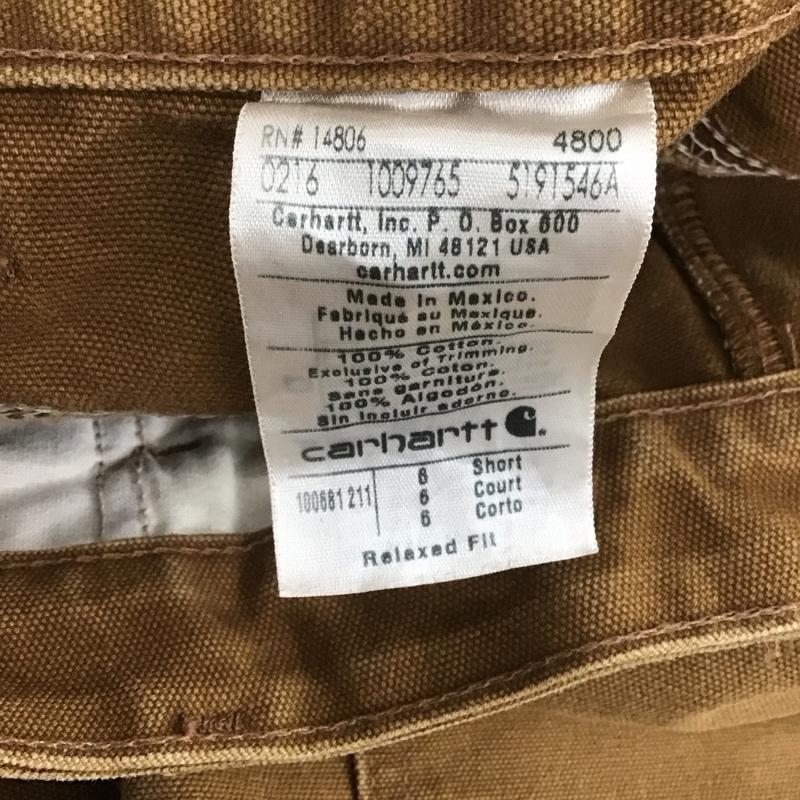 RN# 14806 4800
0216 1009765 5191546A
Carhartt, Inc. P. O. Box 600
Dearborn, MI 48121 USA
carhartt.com
Made in Mexico.
Fabriqué au Mexique.
Hecho en México.
100% Cotton.
Exclusive of Trimming.
100% Coton.
Sans garniture.
100% Algodón.
Sin incluir adorno.
carhartt
100681 211 6 Short
6 Court
6 Corto
Relaxed Fit